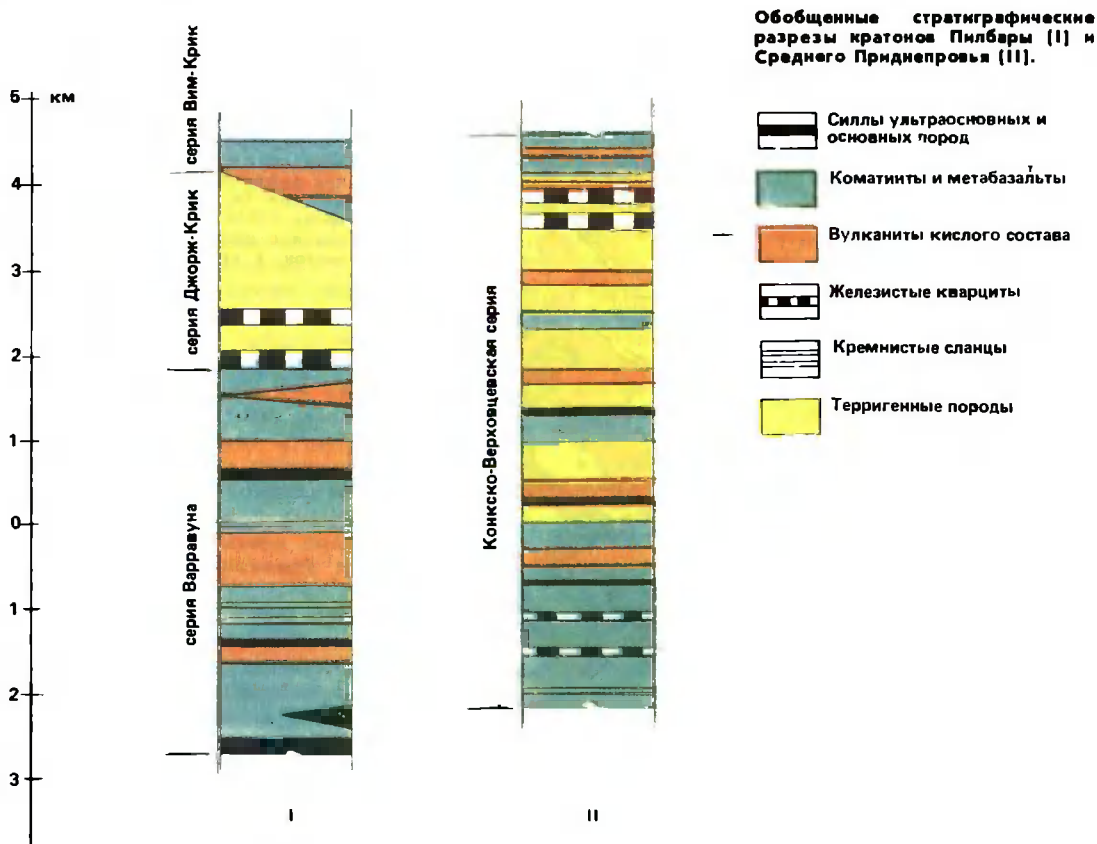 Обобщенные стратиграфические
разрезы кратонов Пилбары (I) и
Среднего Приднепровья (II).
5 км
4
3
2
1
0
1
2
3
серия Вим-Крик
серия Джорж-Крик
серия Варравуна
I
Конкско-Верховцевская серия
II
Силлы ультраосновных и
основных пород
Коматиты и метабазальты
Вулканиты кислого состава
Железистые кварциты
Кремнистые сланцы
Терригенные породы